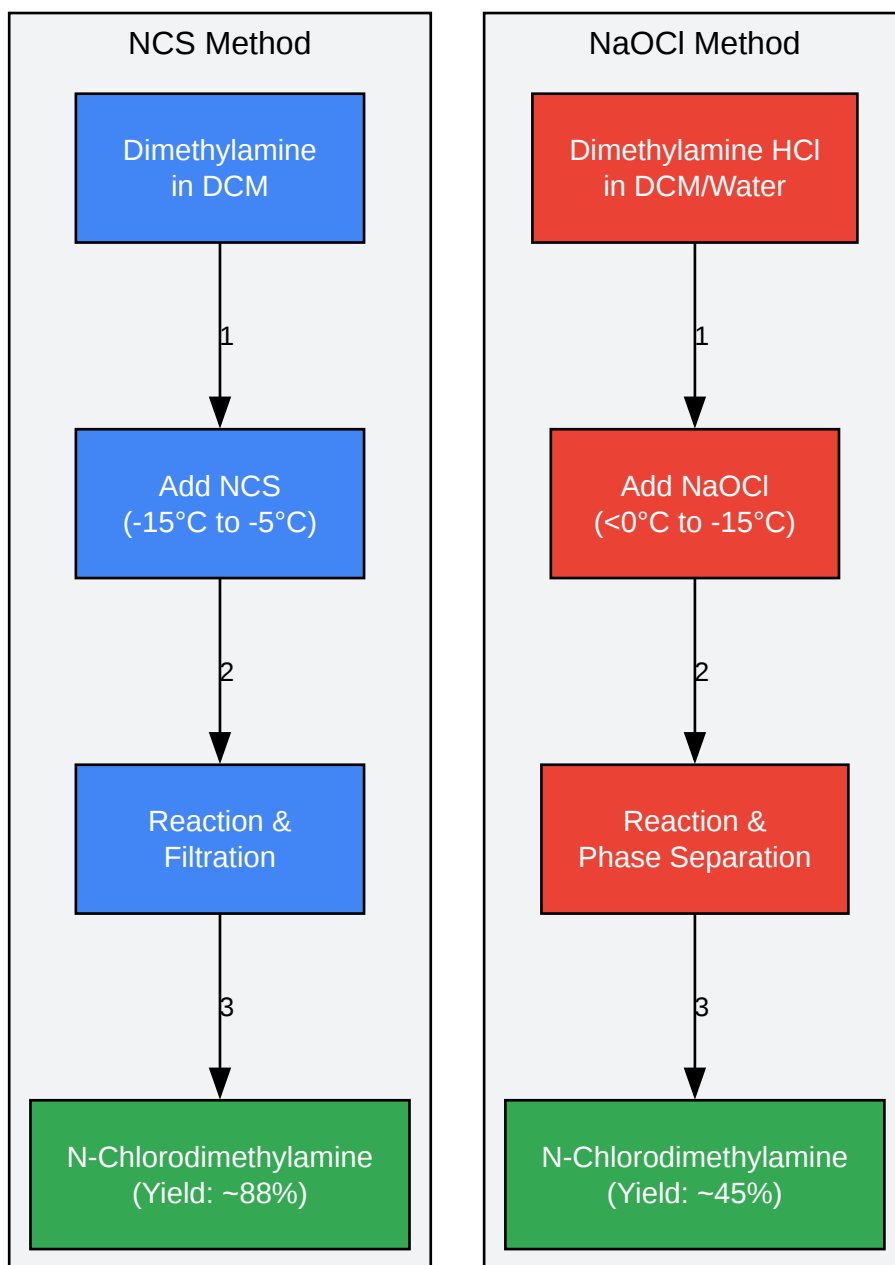 NCS Method
Dimethylamine
in DCM
1
Add NCS
(-15°C to -5°C)
2
Reaction &
Filtration
3
N-Chlorodimethylamine
(Yield: ~88%)
NaOCl Method
Dimethylamine HCl
in DCM/Water
1
Add NaOCl
(<0°C to -15°C)
2
Reaction &
Phase Separation
3
N-Chlorodimethylamine
(Yield: ~45%)